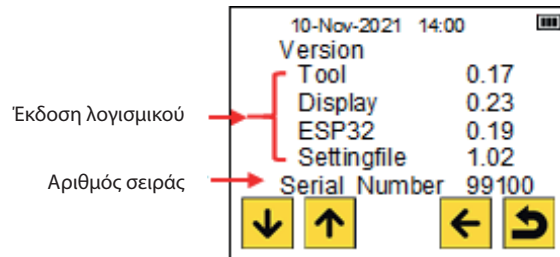 10-Nov-2021 14:00
Version
Tool 0.17
Έκδοση λογισμικού
Display 0.23
ESP32 0.19
Settingfile 1.02
Αριθμός σειράς
Serial Number 99100